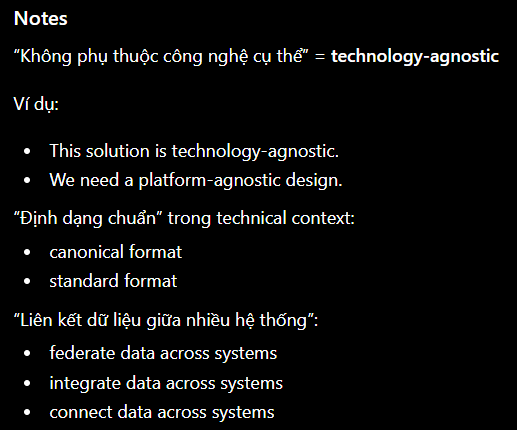 Notes
“Không phụ thuộc công nghệ cụ thể” = technology-agnostic
Ví dụ:
• This solution is technology-agnostic.
• We need a platform-agnostic design.
“Định dạng chuẩn” trong technical context:
• canonical format
• standard format
“Liên kết dữ liệu giữa nhiều hệ thống”:
• federate data across systems
• integrate data across systems
• connect data across systems